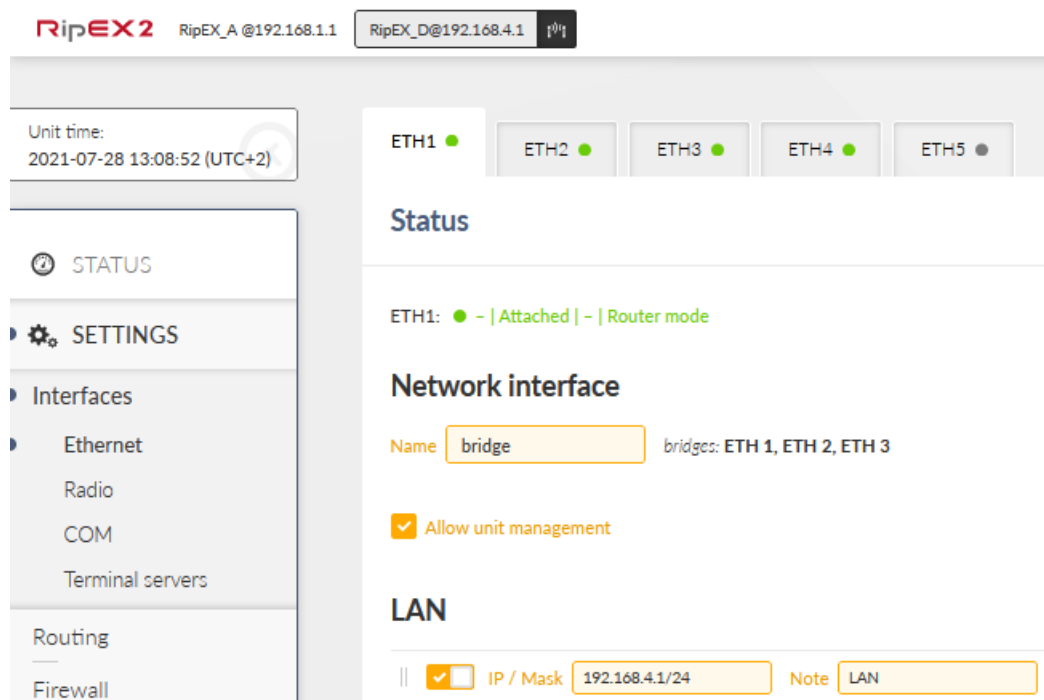 RipEX2 RipEX_A @192.168.1.1 RipEX_D@192.168.4.1
Unit time:
2021-07-28 13:08:52 (UTC+2)
ETH1 ETH2 ETH3 ETH4 ETH5
Status
STATUS
ETH1: – | Attached | – | Router mode
SETTINGS
Network interface
Interfaces
Ethernet
Name bridge bridges: ETH 1, ETH 2, ETH 3
Radio
COM
Allow unit management
Terminal servers
LAN
Routing
IP / Mask 192.168.4.1/24 Note LAN
Firewall